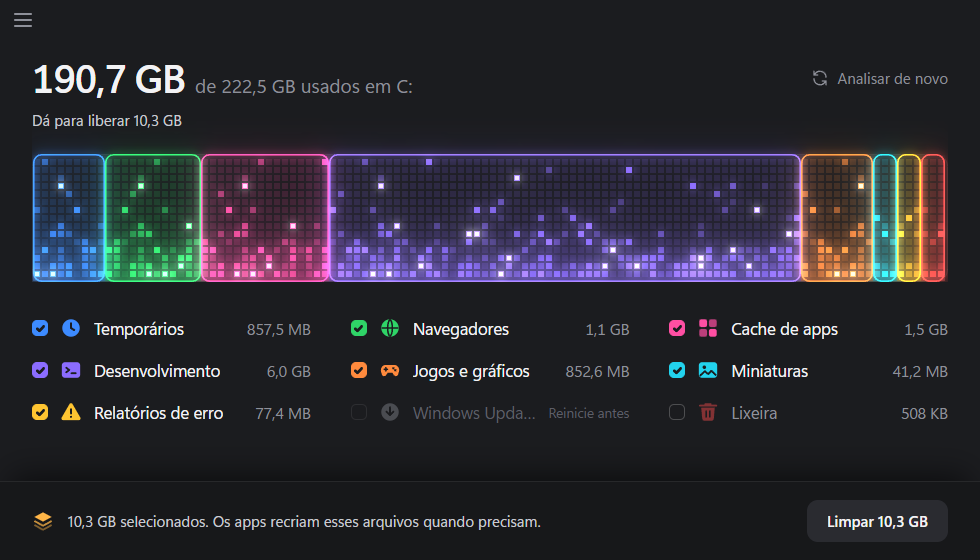 190,7 GB de 222,5 GB usados em C:
Analisar de novo
Dá para liberar 10,3 GB
Temporários 857,5 MB
Navegadores 1,1 GB
Cache de apps 1,5 GB
Desenvolvimento 6,0 GB
Jogos e gráficos 852,6 MB
Miniaturas 41,2 MB
Relatórios de erro 77,4 MB
Windows Upda... Reinicie antes
Lixeira 508 KB
10,3 GB selecionados. Os apps recriam esses arquivos quando precisam.
Limpar 10,3 GB